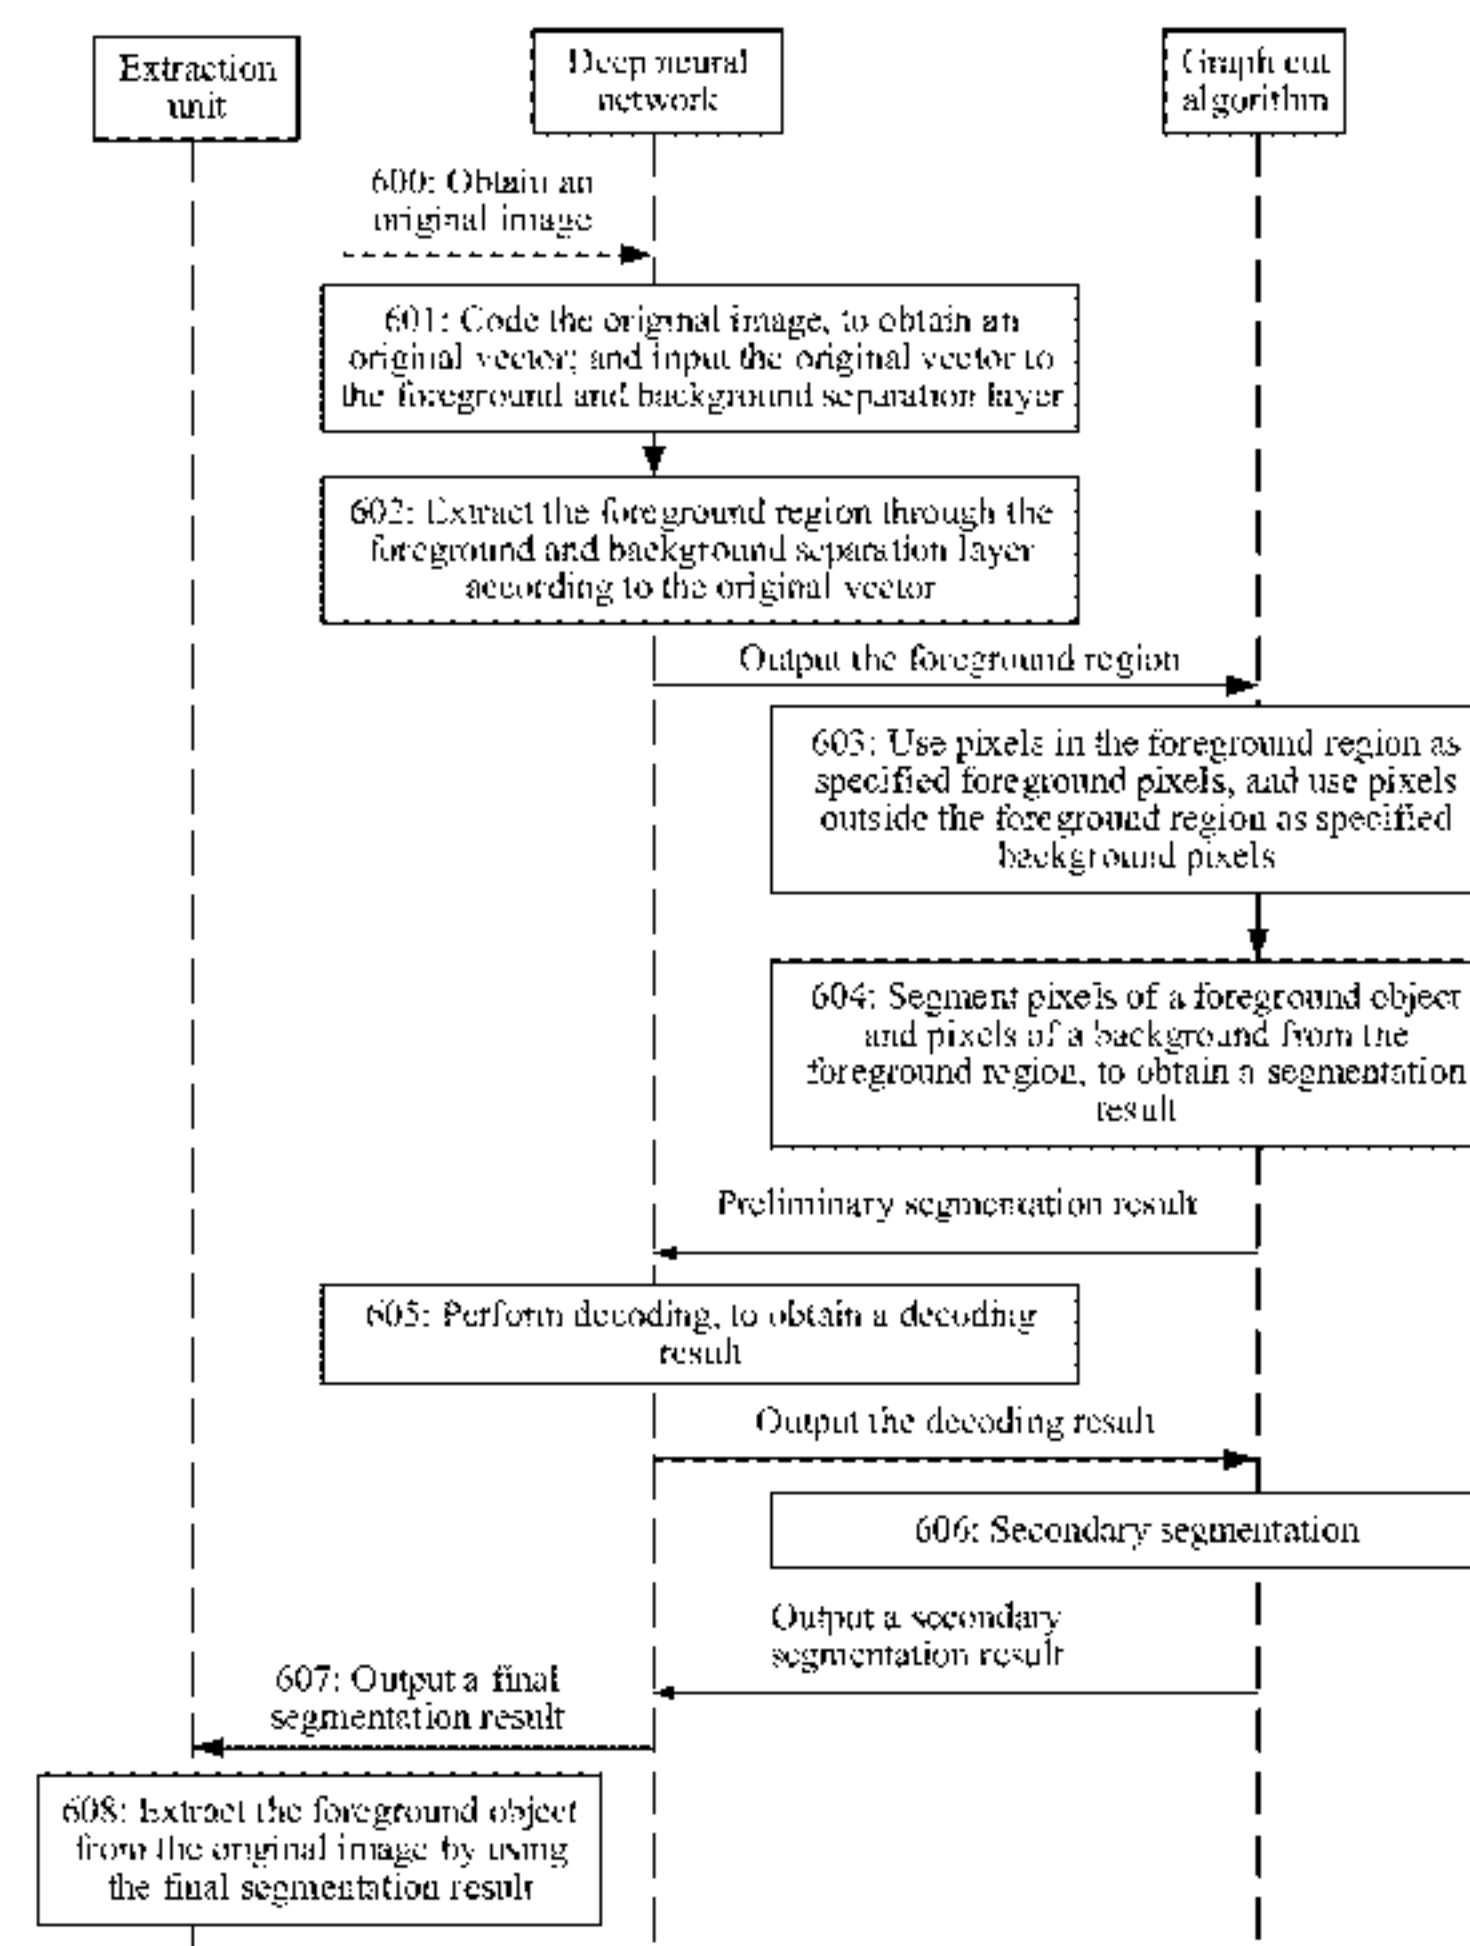 Extraction
unit
Deep neural
network
Graph cut
algorithm
600: Obtain an
original image
601: Code the original image, to obtain an
original vector; and input the original vector to
the foreground and background separation layer
602: Extract the foreground region through the
foreground and background separation layer
according to the original vector
Output the foreground region
603: Use pixels in the foreground region as
specified foreground pixels, and use pixels
outside the foreground region as specified
background pixels
604: Segment pixels of a foreground object
and pixels of a background from the
foreground region, to obtain a segmentation
result
Preliminary segmentation result
605: Perform decoding, to obtain a decoding
result
Output the decoding result
606: Secondary segmentation
Output a secondary
segmentation result
607: Output a final
segmentation result
608: Extract the foreground object
from the original image by using
the final segmentation result